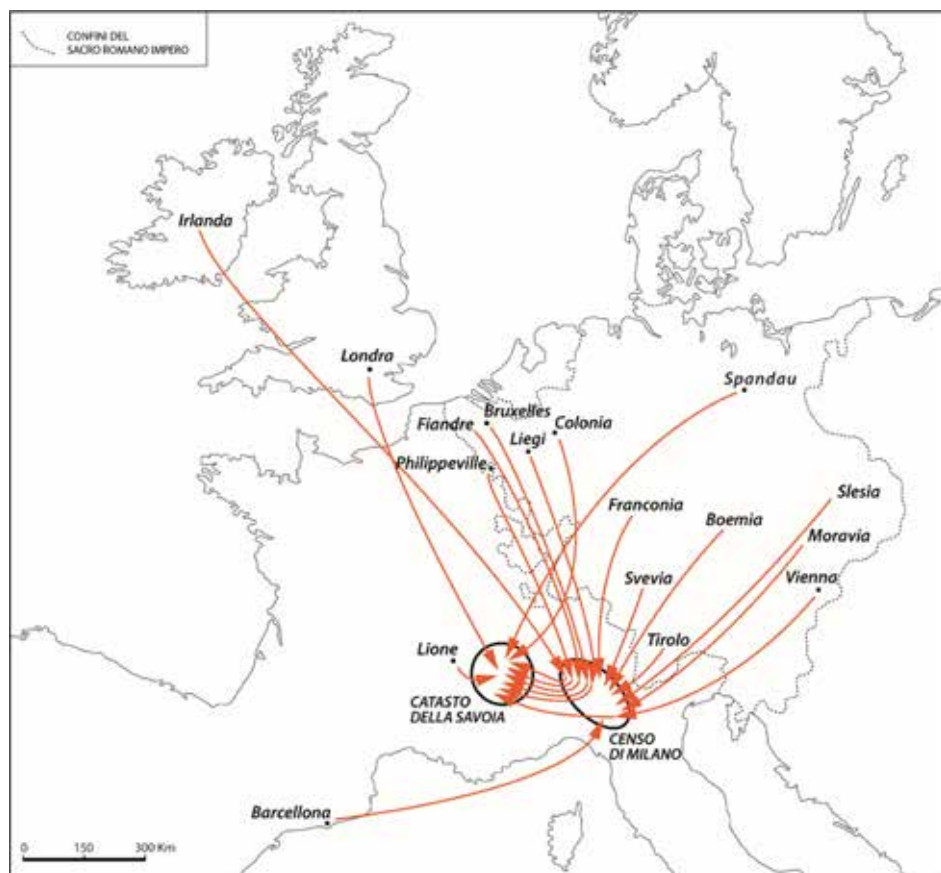 CONFINI DEL
SACRO ROMANO IMPERO
Irlanda
Londra
Spandau
Bruxelles
Fiandre
Colonia
Liegi
Philippeville
Slesia
Franconia
Boemia
Moravia
Svevia
Vienna
Tirolo
Lione
CATASTO
DELLA SAVOIA
CENSO
DI MILANO
Barcellona
0 150 300 Km